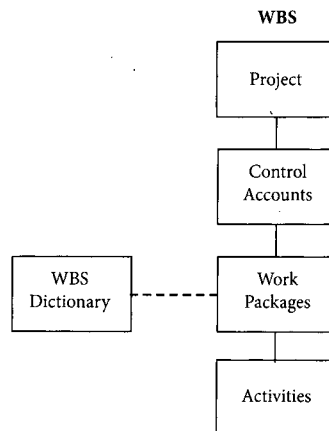 WBS
Project
Control
Accounts
WBS
Dictionary
Work
Packages
Activities